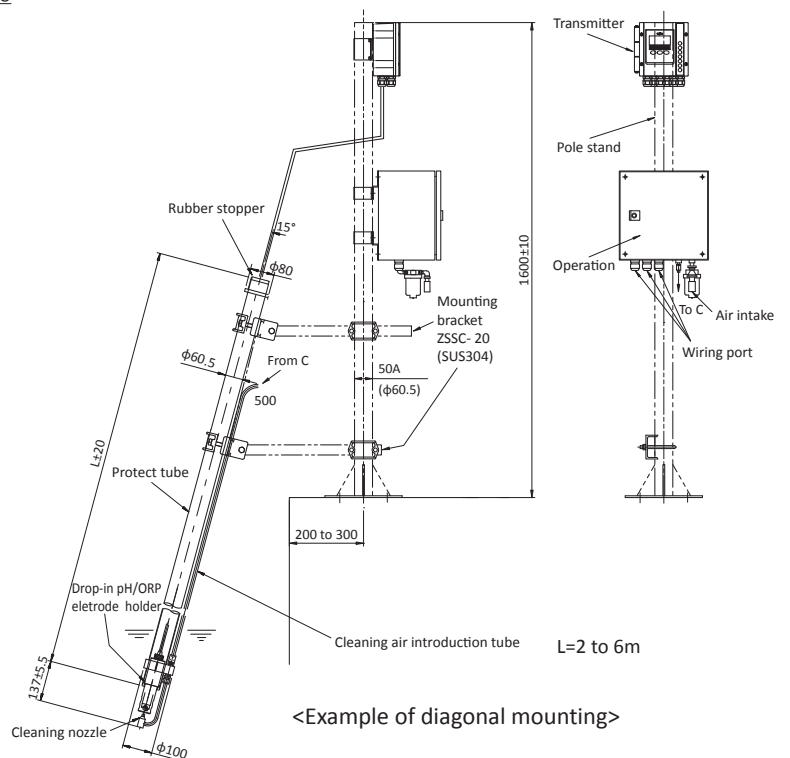 Transmitter
Pole stand
Rubber stopper
15°
ϕ80
Operation
To C
Air intake
Wiring port
1600±10
Mounting
bracket
ZSSC- 20
(SUS304)
From C
ϕ60.5
500
50A
(ϕ60.5)
L±20
Protect tube
200 to 300
Drop-in pH/ORP
eletrode holder
Cleaning air introduction tube
L=2 to 6m
137±5.5
Cleaning nozzle
ϕ100
<Example of diagonal mounting>